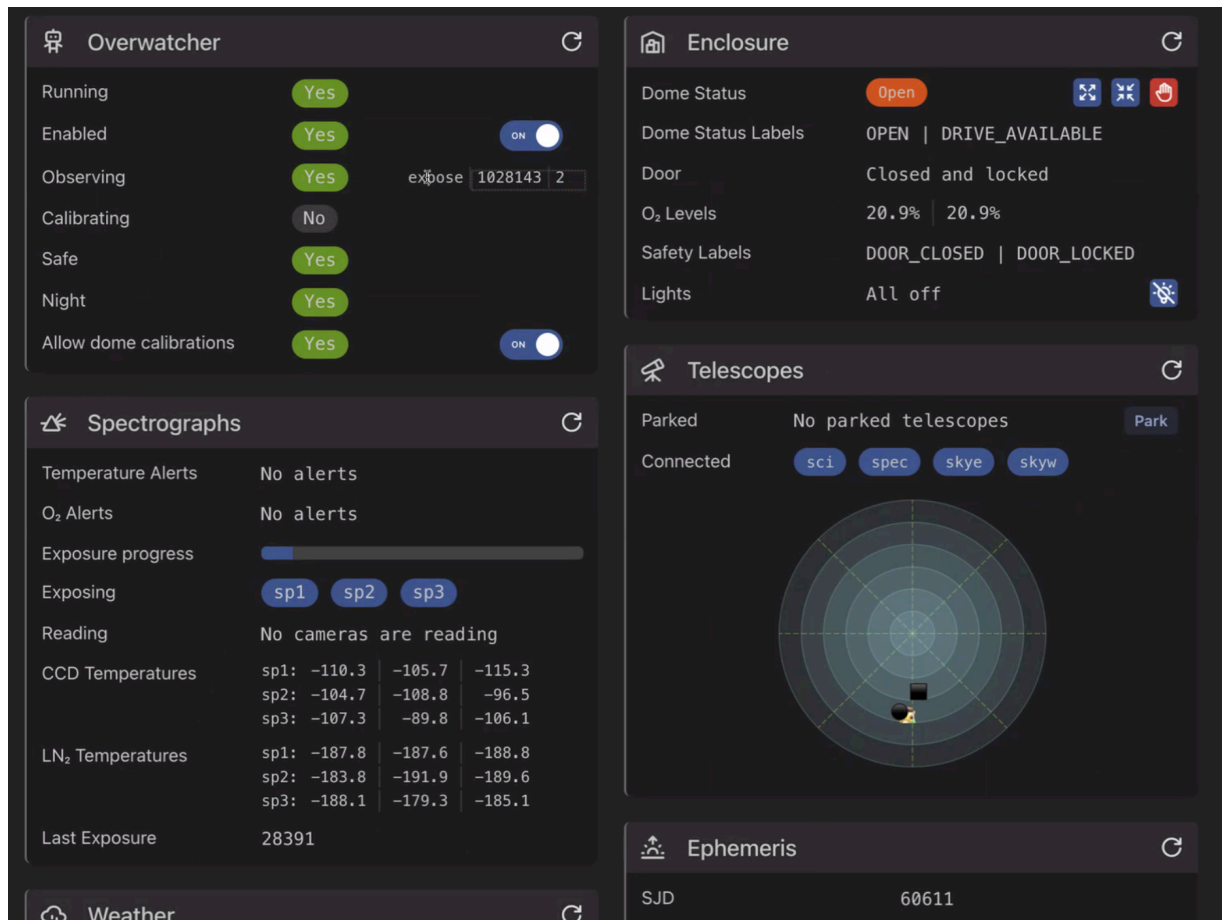 Overwatcher
Running Yes
Enabled Yes ON
Observing Yes expose 1028143 2
Calibrating No
Safe Yes
Night Yes
Allow dome calibrations Yes ON
Spectrographs
Temperature Alerts No alerts
O₂ Alerts No alerts
Exposure progress
Exposing sp1 sp2 sp3
Reading No cameras are reading
CCD Temperatures sp1: -110.3 -105.7 -115.3
sp2: -104.7 -108.8 -96.5
sp3: -107.3 -89.8 -106.1
LN₂ Temperatures sp1: -187.8 -187.6 -188.8
sp2: -183.8 -191.9 -189.6
sp3: -188.1 -179.3 -185.1
Last Exposure 28391
Weather
Enclosure
Dome Status Open
Dome Status Labels OPEN | DRIVE_AVAILABLE
Door Closed and locked
O₂ Levels 20.9% 20.9%
Safety Labels DOOR_CLOSED | DOOR_LOCKED
Lights All off
Telescopes
Parked No parked telescopes Park
Connected sci spec skye skyw
Ephemeris
SJD 60611